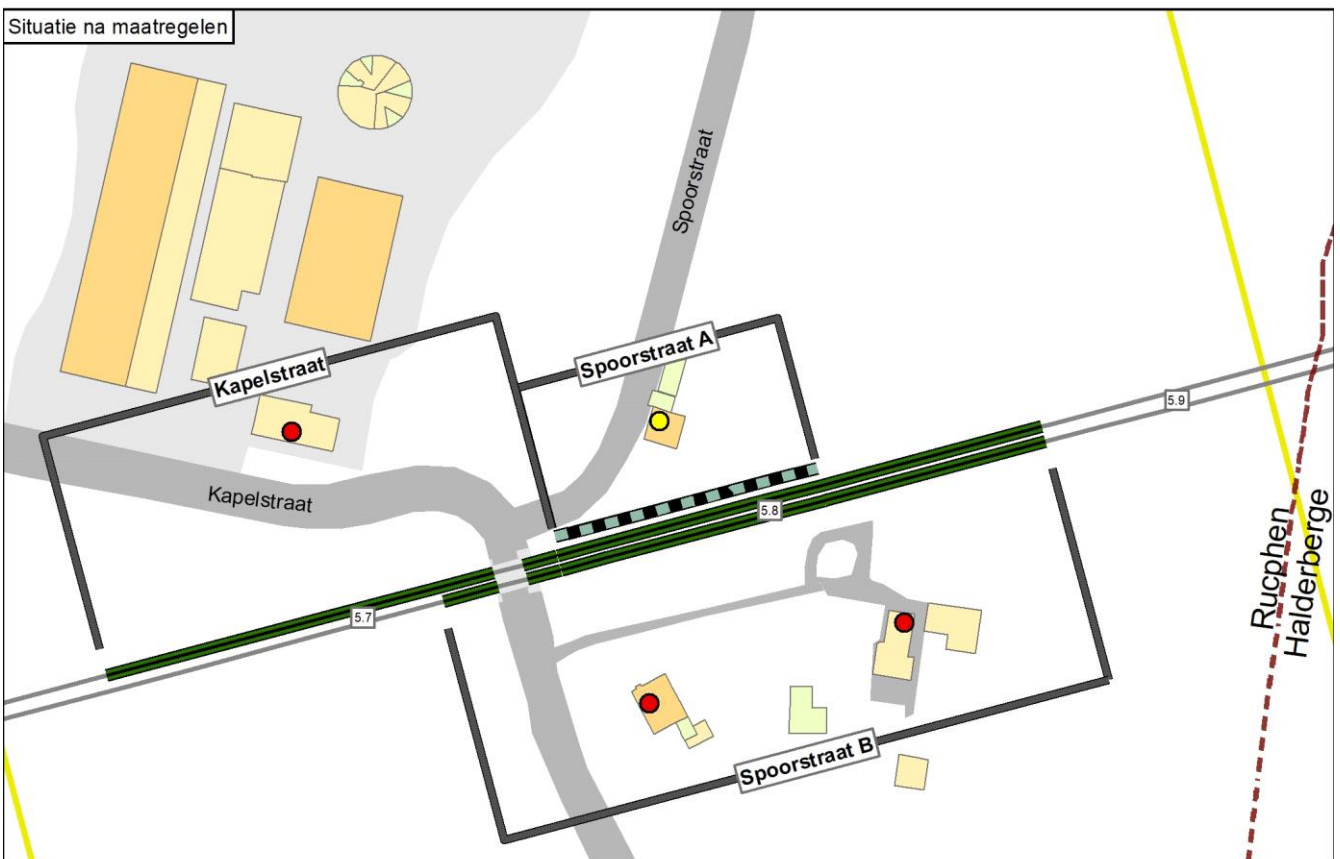 Situatie na maatregelen
Spoorstraat
Spoorstraat A
Kapelstraat
5.9
Kapelstraat
5.8
Rucphen
Halderberge
5.7
Spoorstraat B